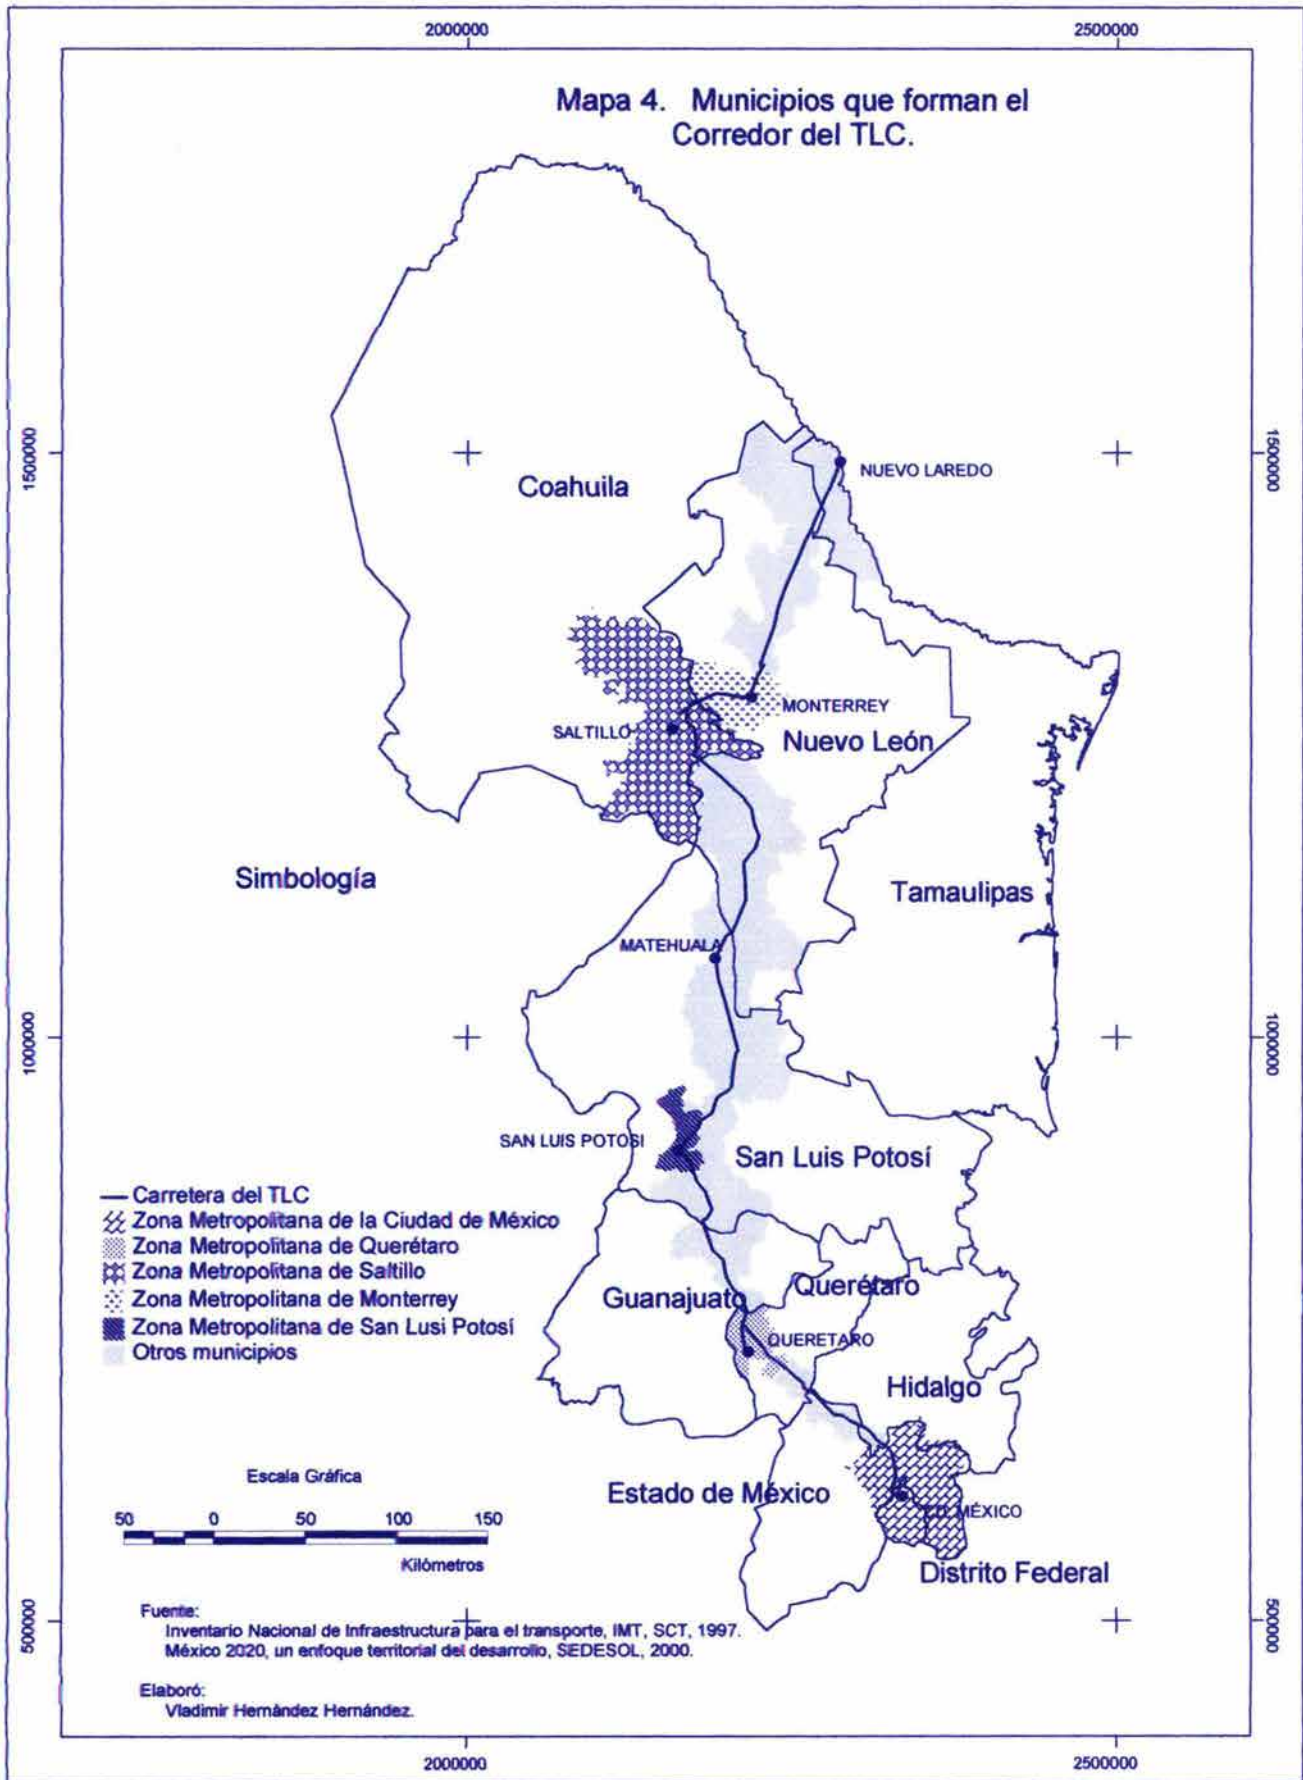 2000000
2500000
Mapa 4. Municipios que forman el
Corredor del TLC.
1500000
1500000
Coahuila
NUEVO LAREDO
MONTERREY
SALTILLO
Nuevo León
Simbología
Tamaulipas
MATEHUALA
1000000
1000000
SAN LUIS POTOSI
San Luis Potosí
Carretera del TLC
Zona Metropolitana de la Ciudad de México
Zona Metropolitana de Querétaro
Zona Metropolitana de Saltillo
Zona Metropolitana de Monterrey
Zona Metropolitana de San Lusi Potosí
Otros municipios
Guanajuato
Querétaro
QUERETARO
Hidalgo
Escala Gráfica
Estado de México
CD. MÉXICO
50 0 50 100 150
Kilómetros
Distrito Federal
Fuente:
Inventario Nacional de Infraestructura para el transporte, IMT, SCT, 1997.
México 2020, un enfoque territorial del desarrollo, SEDESOL, 2000.
500000
500000
Elaboró:
Vladimir Hernández Hernández.
2000000
2500000